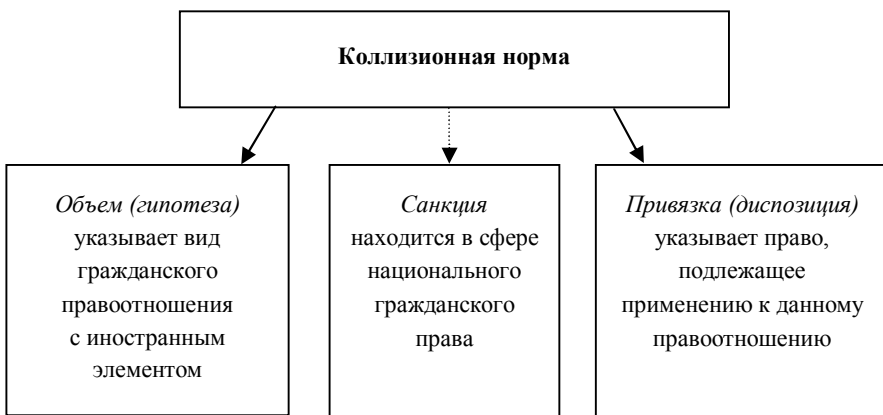 Коллизионная норма
Объем (гипотеза)
указывает вид
гражданского
правоотношения
с иностранным
элементом
Санкция
находится в сфере
национального
гражданского
права
Привязка (диспозиция)
указывает право,
подлежащее
применению к данному
правоотношению